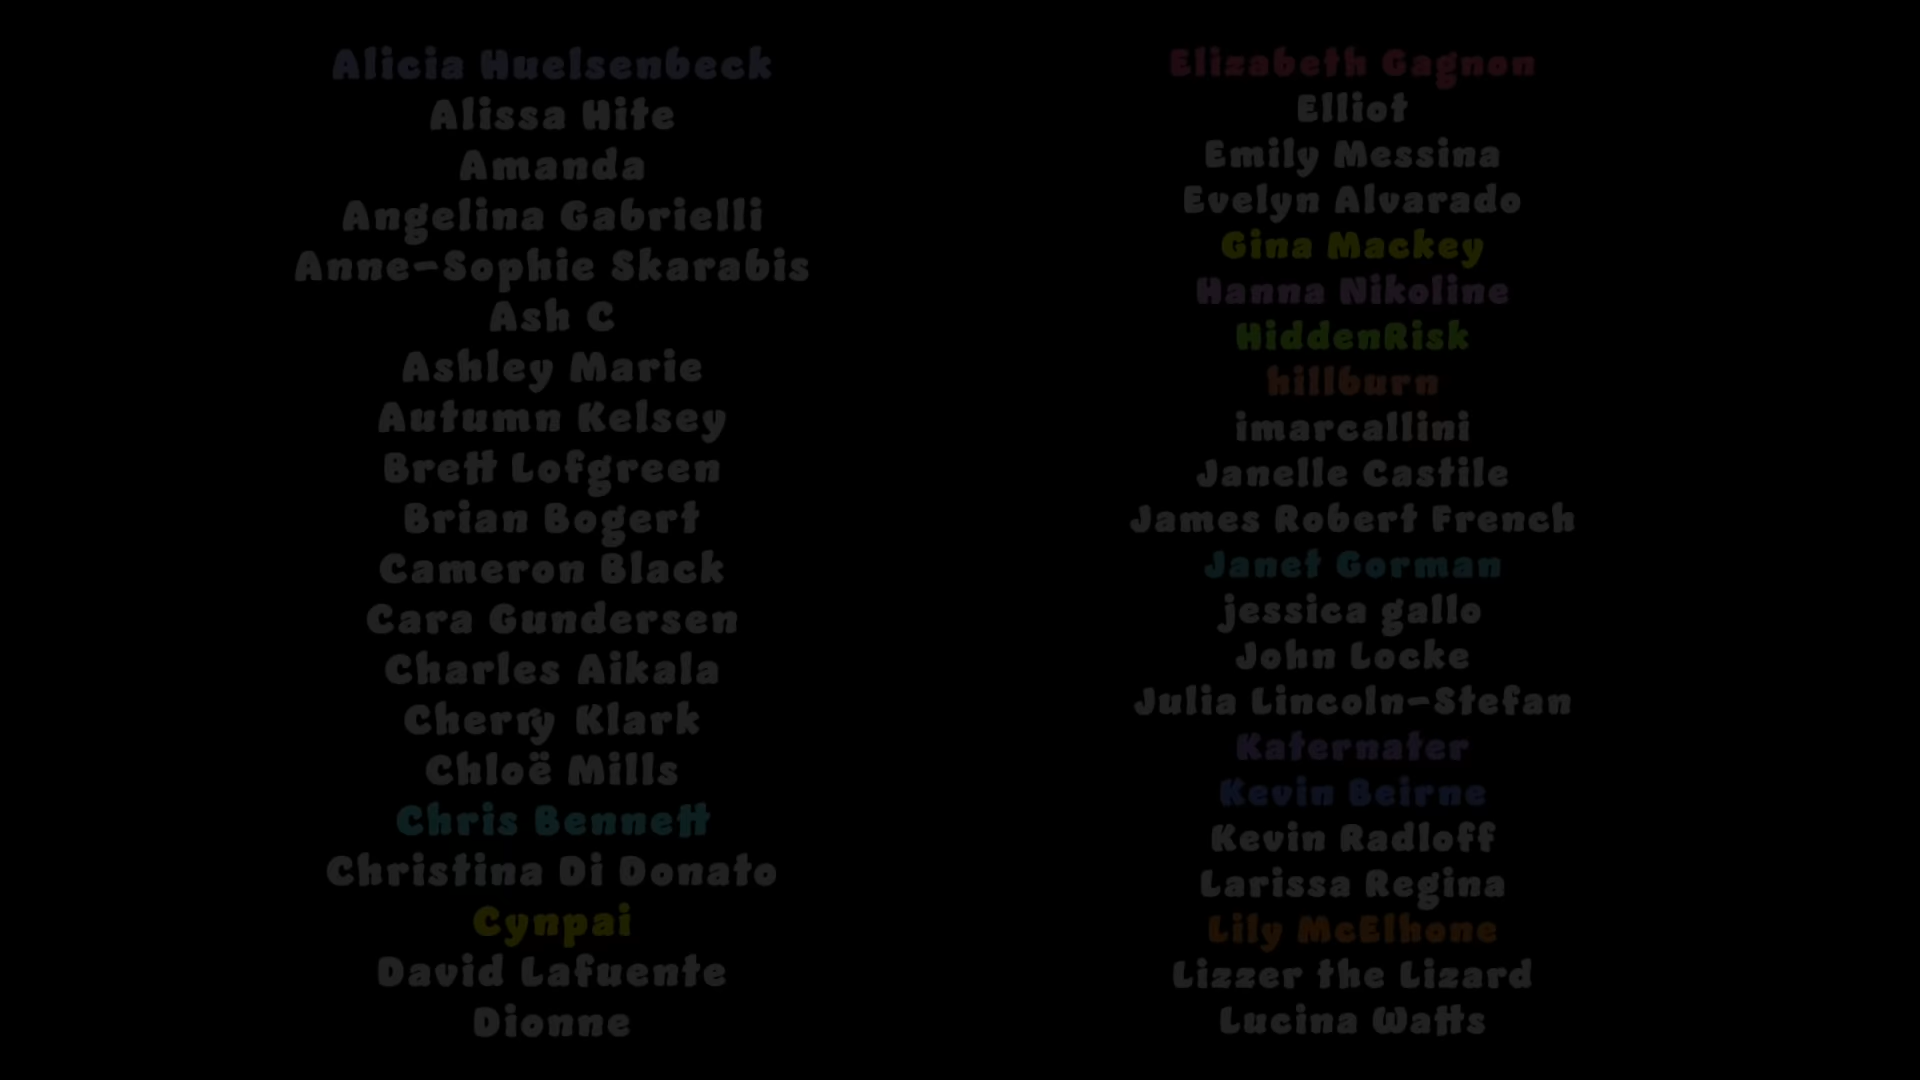 Alicia Huelsenbeck
Alissa Hite
Amanda
Angelina Gabrielli
Anne-Sophie Skarabis
Ash C
Ashley Marie
Autumn Kelsey
Brett Lofgreen
Brian Bogert
Cameron Black
Cara Gundersen
Charles Aikala
Cherry Klark
Chloë Mills
Chris Bennett
Christina Di Donato
Cynpai
David Lafuente
Dionne
Elizabeth Gagnon
Elliot
Emily Messina
Evelyn Alvarado
Gina Mackey
Hanna Nikoline
HiddenRisk
hillburn
imarcallini
Janelle Castile
James Robert French
Janet Gorman
jessica gallo
John Locke
Julia Lincoln-Stefan
Katernater
Kevin Beirne
Kevin Radloff
Larissa Regina
Lily McElhone
Lizzer the Lizard
Lucina Watts